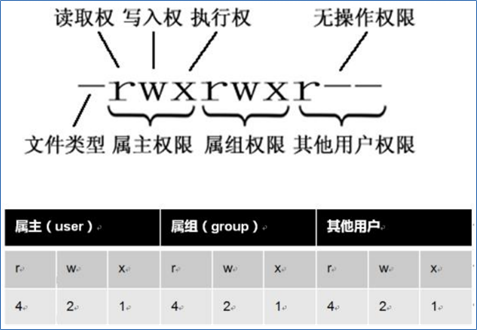 读取权 写入权 执行权 无操作权限
-rwxrwxr--
文件类型 属主权限 属组权限 其他用户权限
属主（user） 属组（group） 其他用户
r w x r w x r w x
4 2 1 4 2 1 4 2 1